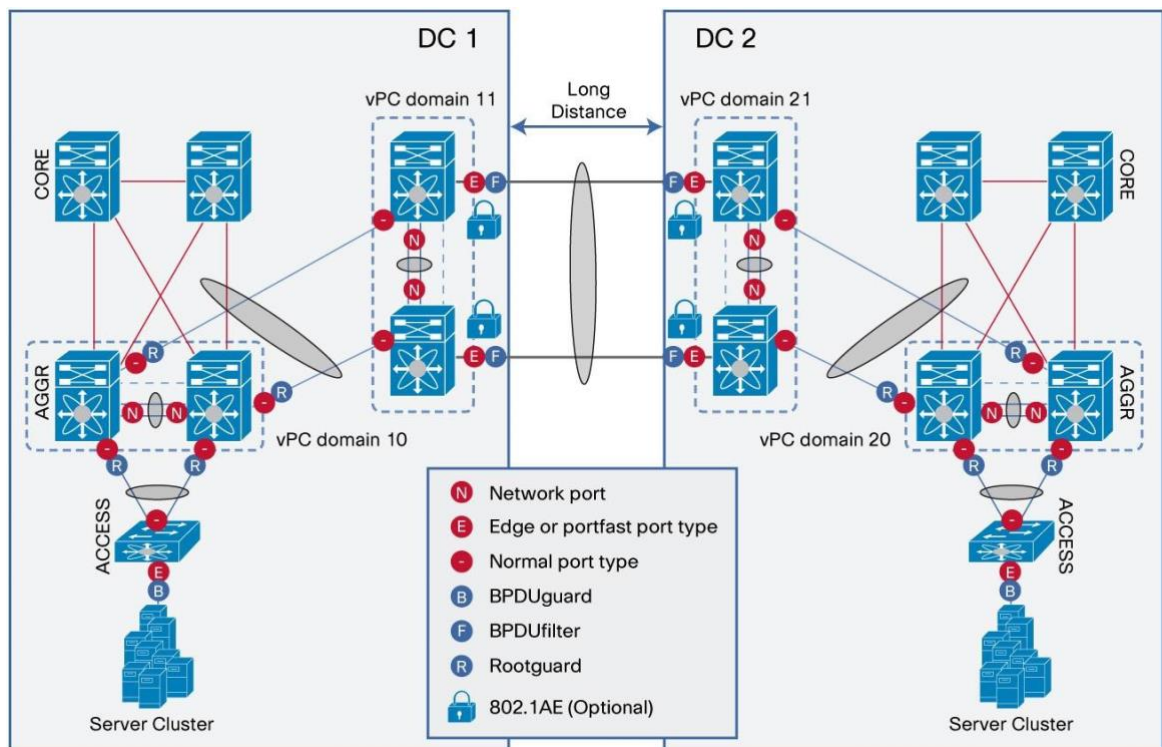 DC 1
DC 2
vPC domain 11
Long
Distance
vPC domain 21
CORE
CORE
E
F
F
E
-
N
N
-
-
N
N
-
E
F
F
E
R
-
R
-
R
-
R
-
AGGR
N
N
AGGR
N
N
vPC domain 10
vPC domain 20
-
-
R
R
-
-
R
R
ACCESS
-
ACCESS
-
E
B
E
B
N Network port
E Edge or portfast port type
- Normal port type
B BPDUguard
F BPDUfilter
R Rootguard
802.1AE (Optional)
Server Cluster
Server Cluster